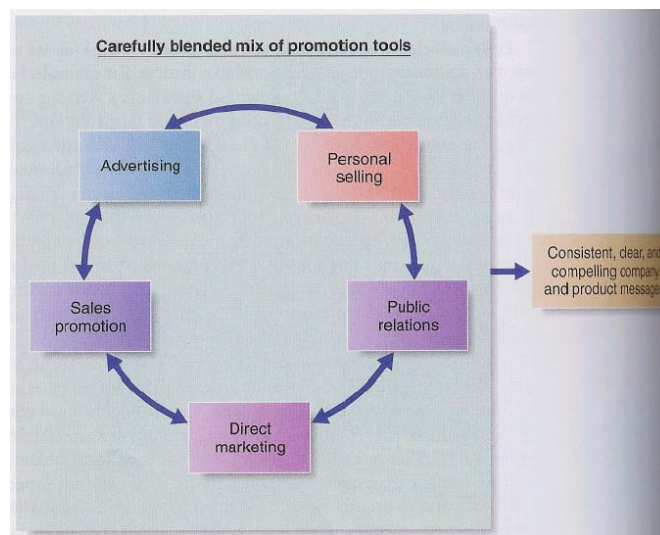 Carefully blended mix of promotion tools
Advertising
Personal
selling
Sales
promotion
Public
relations
Direct
marketing
Consistent, clear, and
compelling company
and product message